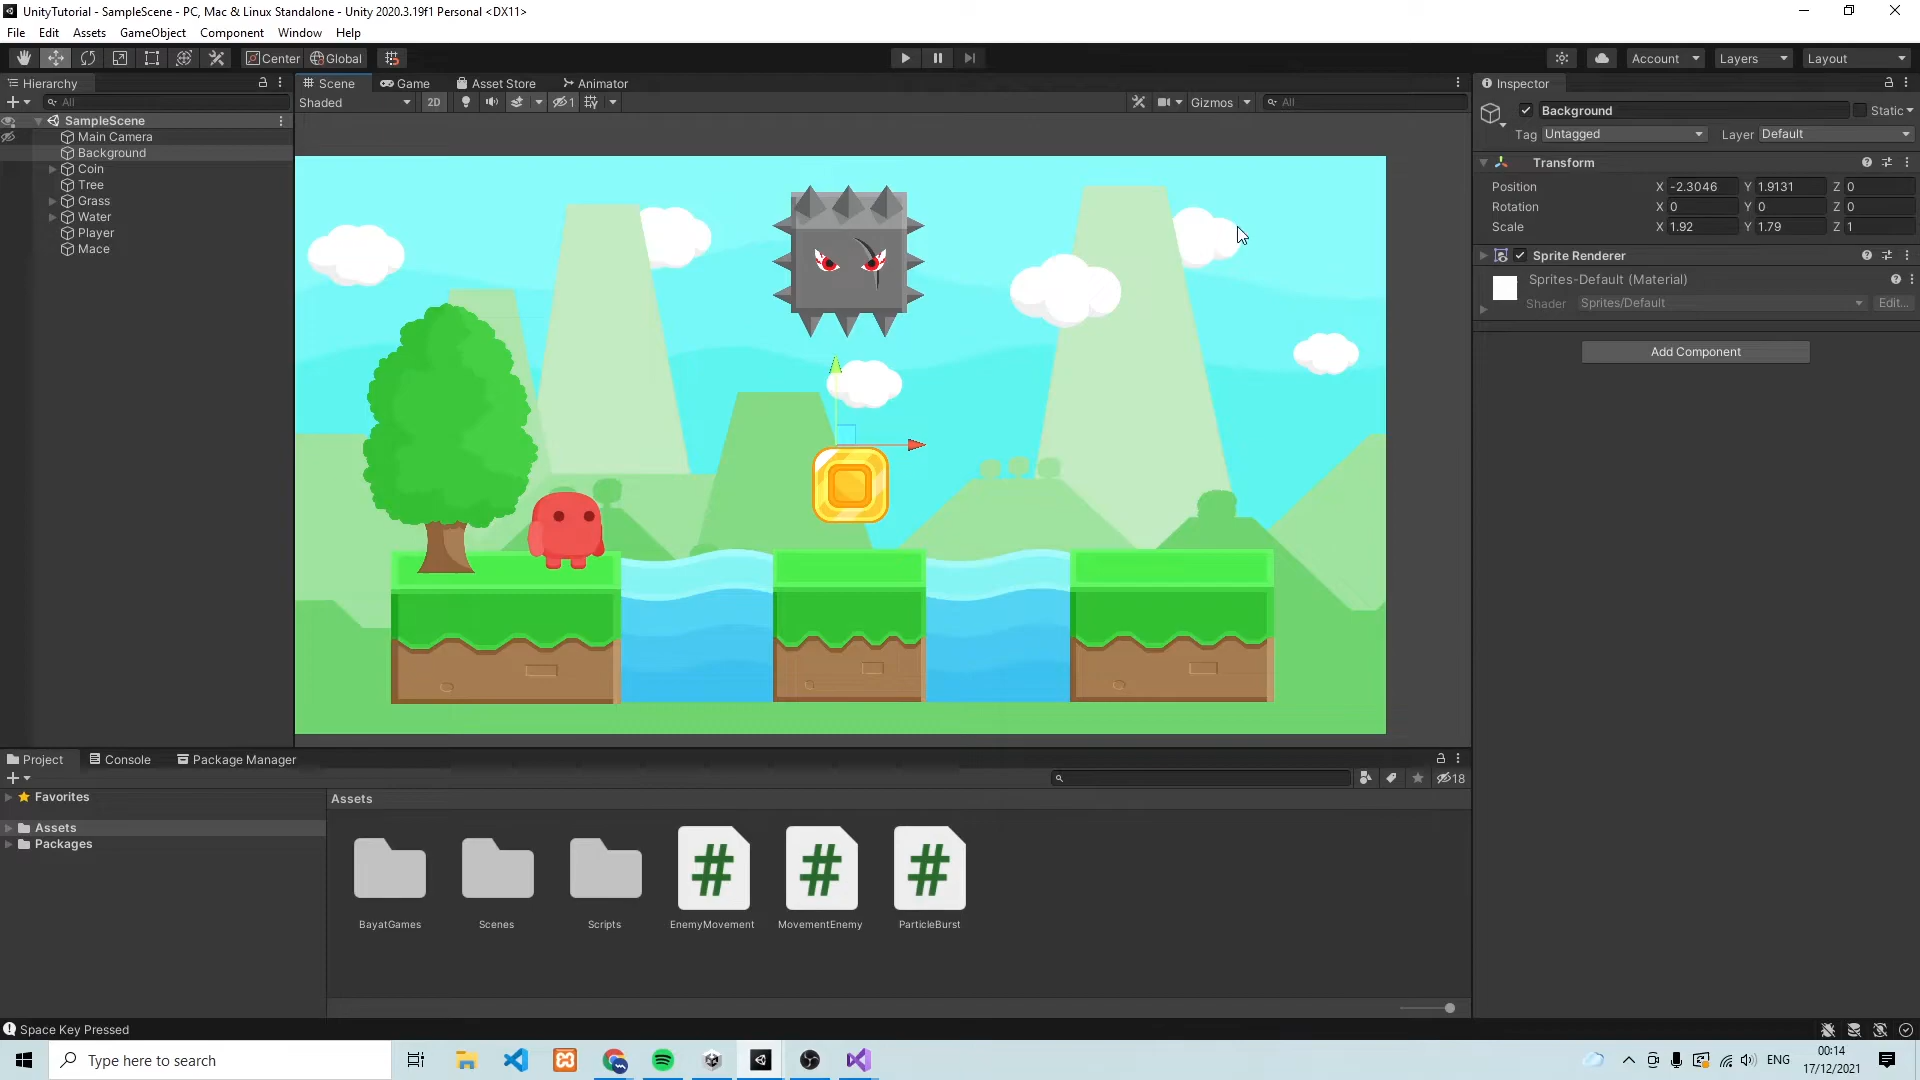 UnityTutorial - SampleScene - PC, Mac & Linux Standalone - Unity 2020.3.19f1 Personal <DX11>
File Edit Assets GameObject Component Window Help
Center Global Account Layers Layout
Hierarchy
All
SampleScene
Main Camera
Background
Coin
Tree
Grass
Water
Player
Mace
Scene Game Asset Store Animator
Shaded 2D 1 Gizmos All
Inspector
Background Static
Tag Untagged Layer Default
Transform
Position X -2.3046 Y 1.9131 Z 0
Rotation X 0 Y 0 Z 0
Scale X 1.92 Y 1.79 Z 1
Sprite Renderer
Sprites-Default (Material)
Shader Sprites/Default Edit...
Add Component
Project Console Package Manager
18
Favorites
Assets
Packages
Assets
BayatGames Scenes Scripts EnemyMovement MovementEnemy ParticleBurst
Space Key Pressed
Type here to search
ENG
00:14
17/12/2021